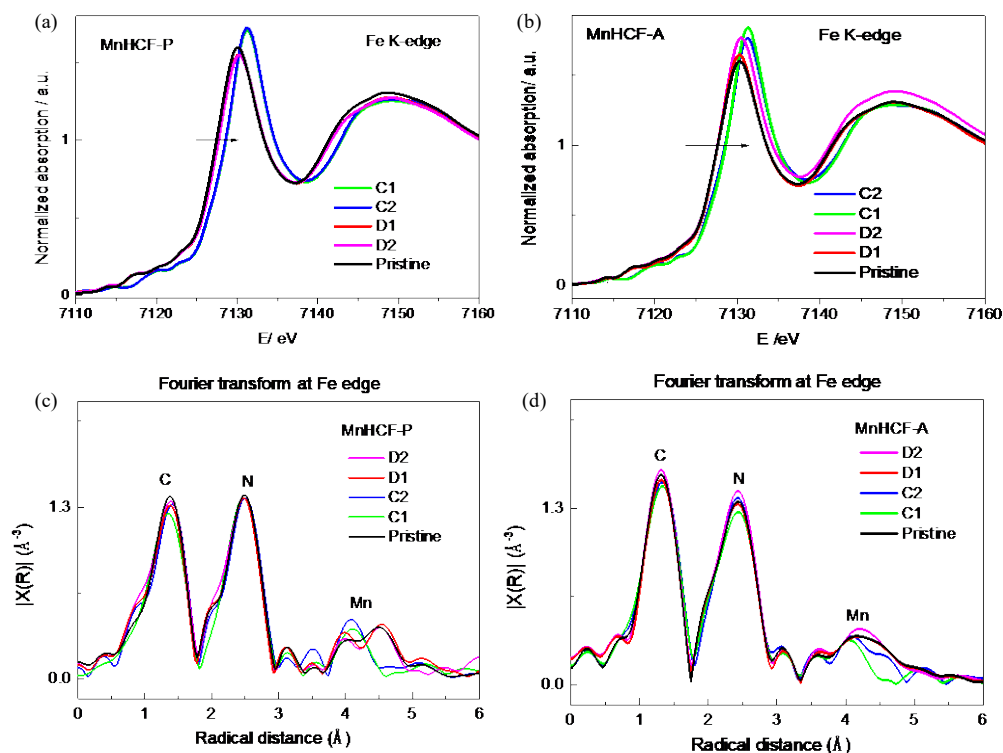 (a)
MnHCF-P
Fe K-edge
Normalized absorption / a.u.
1
0
C1
C2
D1
D2
Pristine
7110 7120 7130 7140 7150 7160
E/ eV
(b)
MnHCF-A
Fe K-edge
Normalized absorption/ a.u.
1
0
C2
C1
D2
D1
Pristine
7110 7120 7130 7140 7150 7160
E /eV
Fourier transform at Fe edge
(c)
MnHCF-P
D2
D1
C2
C1
Pristine
C
N
Mn
|X(R)| (Å⁻³)
1.3
0.0
0 1 2 3 4 5 6
Radical distance (Å)
Fourier transform at Fe edge
(d)
MnHCF-A
D2
D1
C2
C1
Pristine
C
N
Mn
|X(R)| (Å⁻³)
1.3
0.0
0 1 2 3 4 5 6
Radical distance (Å)